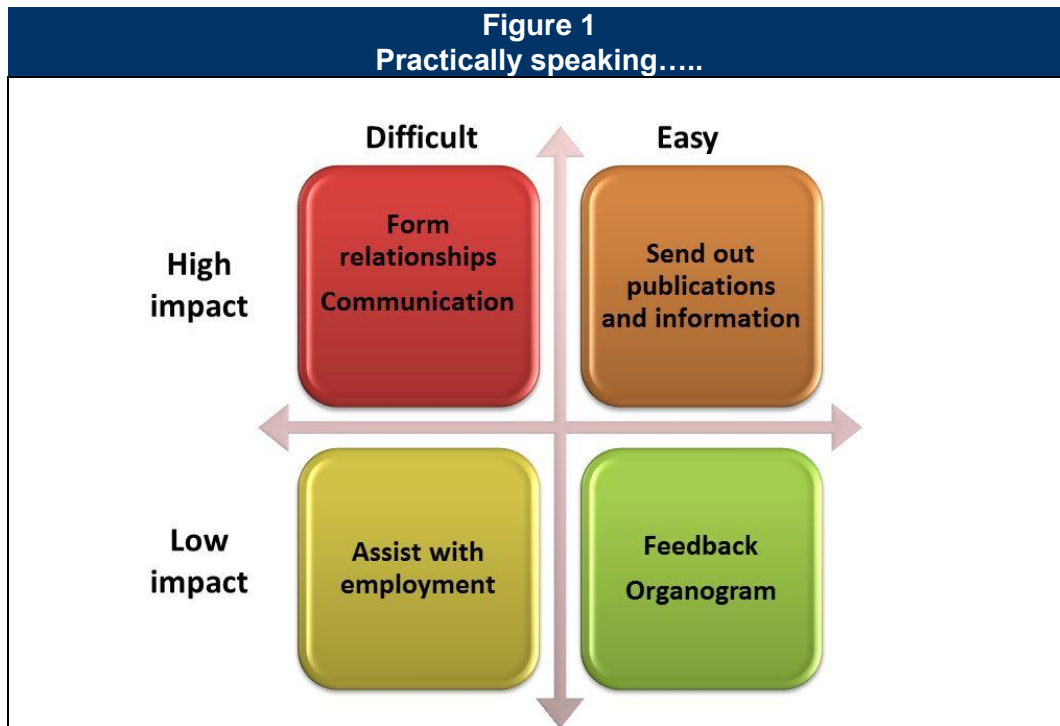 Figure 1
Practically speaking…..
Difficult
Easy
High
impact
Form
relationships
Communication
Send out
publications
and information
Low
impact
Assist with
employment
Feedback
Organogram